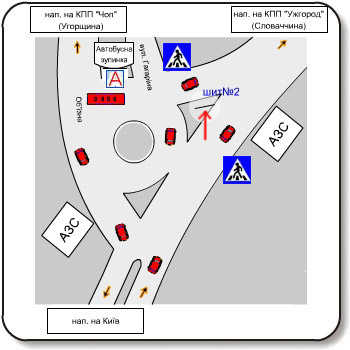 нап. на КПП "Чоп"
(Угорщина)
нап. на КПП "Ужгород"
(Словаччина)
Автобусна
зупинка
А
вул. Гагаріна
Об'їзна
щит№2
АЗС
АЗС
нап. на Київ